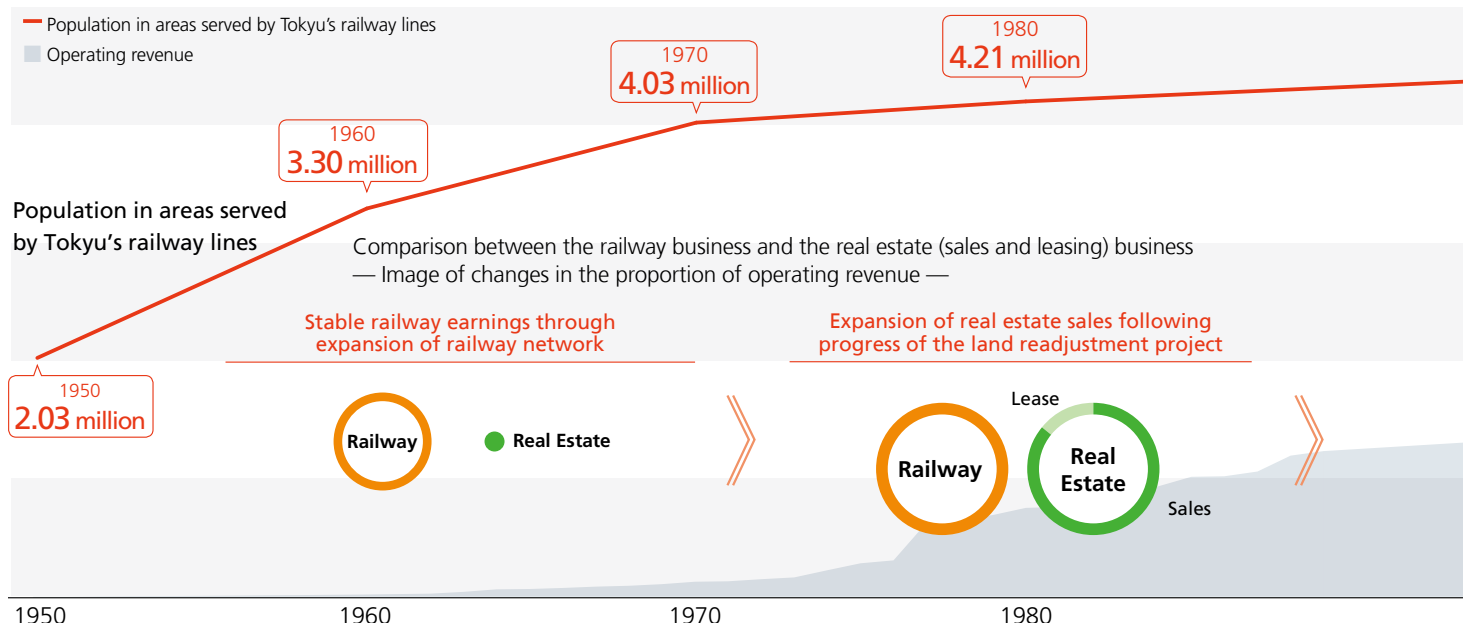 Population in areas served by Tokyu’s railway lines
Operating revenue
1980
4.21 million
1970
4.03 million
1960
3.30 million
Population in areas served
by Tokyu’s railway lines
Comparison between the railway business and the real estate (sales and leasing) business
— Image of changes in the proportion of operating revenue —
Stable railway earnings through
expansion of railway network
Expansion of real estate sales following
progress of the land readjustment project
1950
2.03 million
Railway
Real Estate
Lease
Railway
Real
Estate
Sales
1950
1960
1970
1980